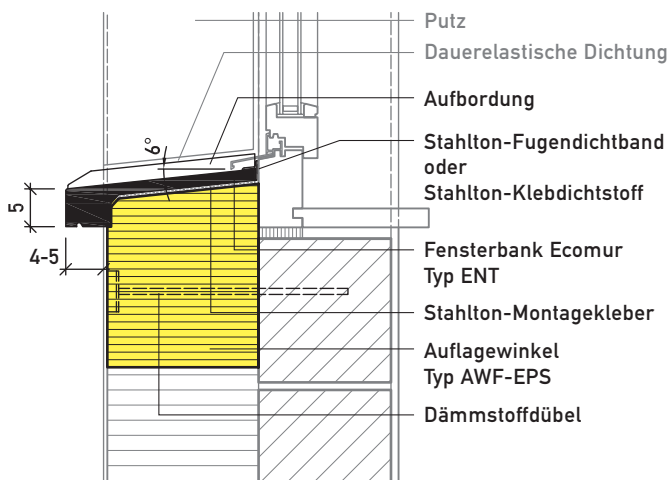 Putz
Dauerelastische Dichtung
Aufbordung
6°
Stahlton-Fugendichtband
oder
Stahlton-Klebdichtstoff
5
4-5
Fensterbank Ecomur
Typ ENT
Stahlton-Montagekleber
Auflagewinkel
Typ AWF-EPS
Dämmstoffdübel